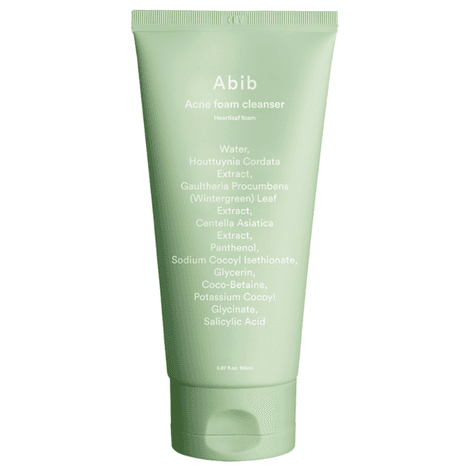 Abib
Acne foam cleanser
Heartleaf foam
Water,
Houttuynia Cordata
Extract,
Gaultheria Procumbens
(Wintergreen) Leaf
Extract,
Centella Asiatica
Extract,
Panthenol,
Sodium Cocoyl Isethionate,
Glycerin,
Coco-Betaine,
Potassium Cocoyl
Glycinate,
Salicylic Acid